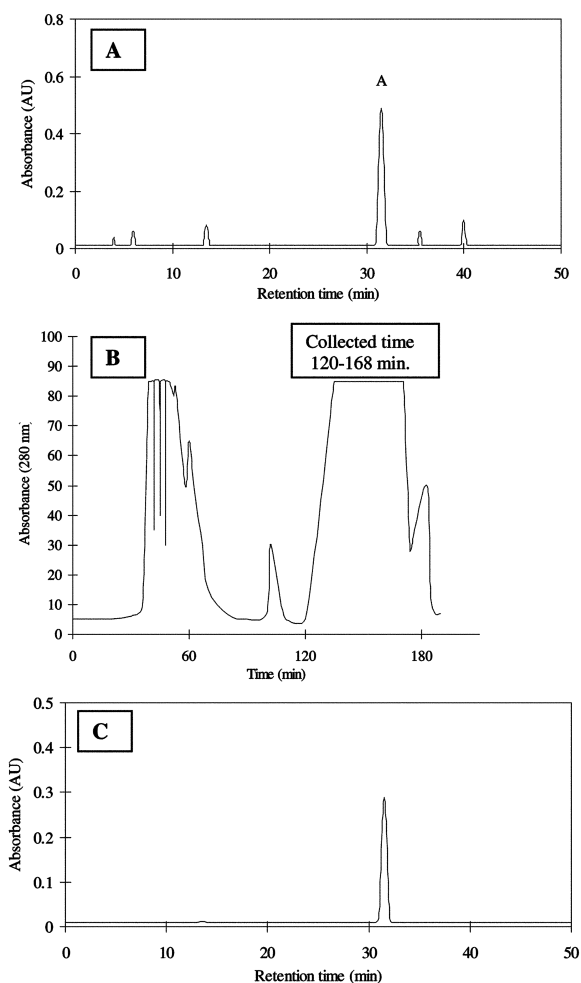 0.8
A
0.6
A
0.4
0.2
0
0 10 20 30 40 50
Absorbance (AU)
Retention time (min)
100
B
Collected time
120-168 min.
90
80
70
60
50
40
30
20
10
0
0 60 120 180
Absorbance (280 nm)
Time (min)
0.5
C
0.4
0.3
0.2
0.1
0
0 10 20 30 40 50
Absorbance (AU)
Retention time (min)